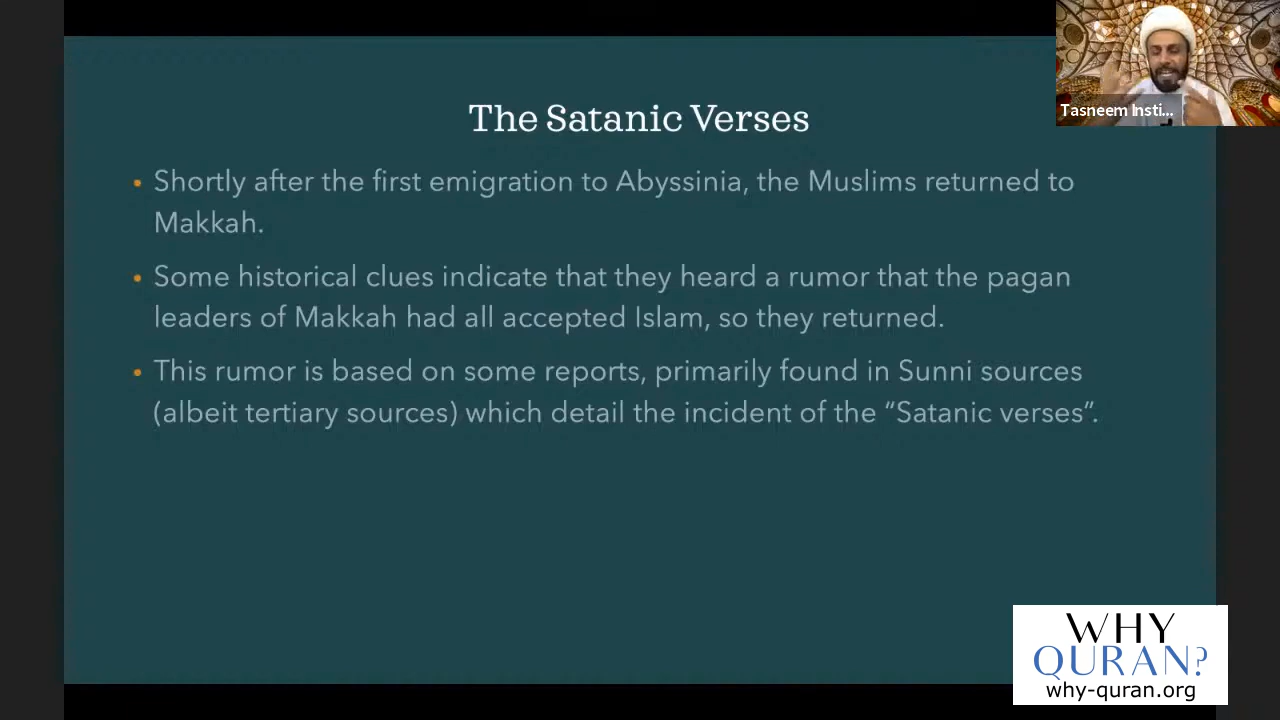 The Satanic Verses
Tasneem Insti...
• Shortly after the first emigration to Abyssinia, the Muslims returned to
Makkah.
• Some historical clues indicate that they heard a rumor that the pagan
leaders of Makkah had all accepted Islam, so they returned.
• This rumor is based on some reports, primarily found in Sunni sources
(albeit tertiary sources) which detail the incident of the “Satanic verses”.
WHY
QURAN?
why-quran.org